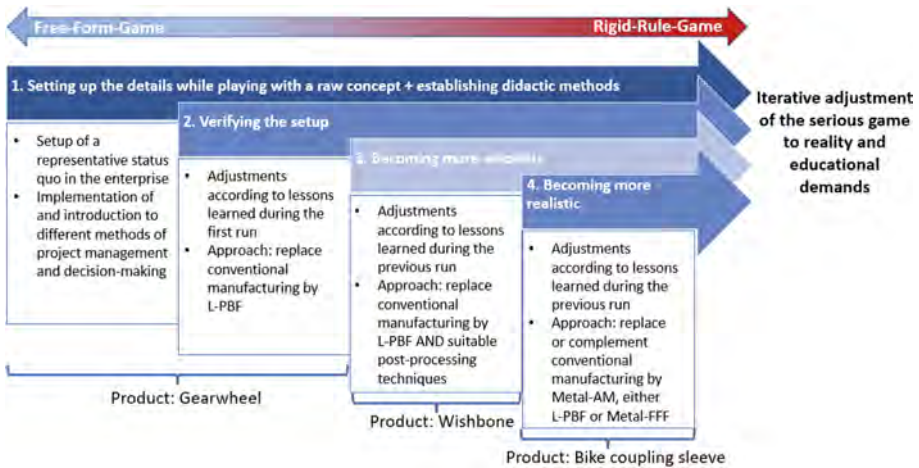 Free-Form-Game
Rigid-Rule-Game
1. Setting up the details while playing with a raw concept + establishing didactic methods
Iterative adjustment
of the serious game
to reality and
educational
demands
• Setup of a
representative status
quo in the enterprise
• Implementation of
and introduction to
different methods of
project management
and decision-making
2. Verifying the setup
• Adjustments
according to lessons
learned during the
first run
• Approach: replace
conventional
manufacturing by
L-PBF
3. Becoming more
• Adjustments
according to lessons
learned during the
previous run
• Approach: replace
conventional
manufacturing by
L-PBF AND suitable
post-processing
techniques
4. Becoming more
realistic
• Adjustments
according to lessons
learned during the
previous run
• Approach: replace
or complement
conventional
manufacturing by
Metal-AM, either
L-PBF or Metal-FFF
Product: Gearwheel
Product: Wishbone
Product: Bike coupling sleeve